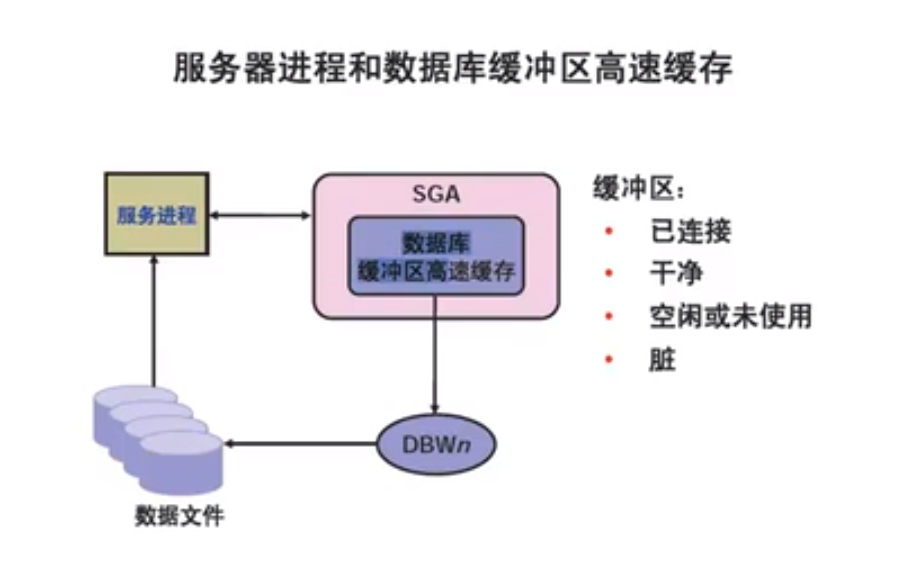 服务器进程和数据库缓冲区高速缓存
服务进程
SGA
数据库
缓冲区高速缓存
DBWn
数据文件
缓冲区：
• 已连接
• 干净
• 空闲或未使用
• 脏